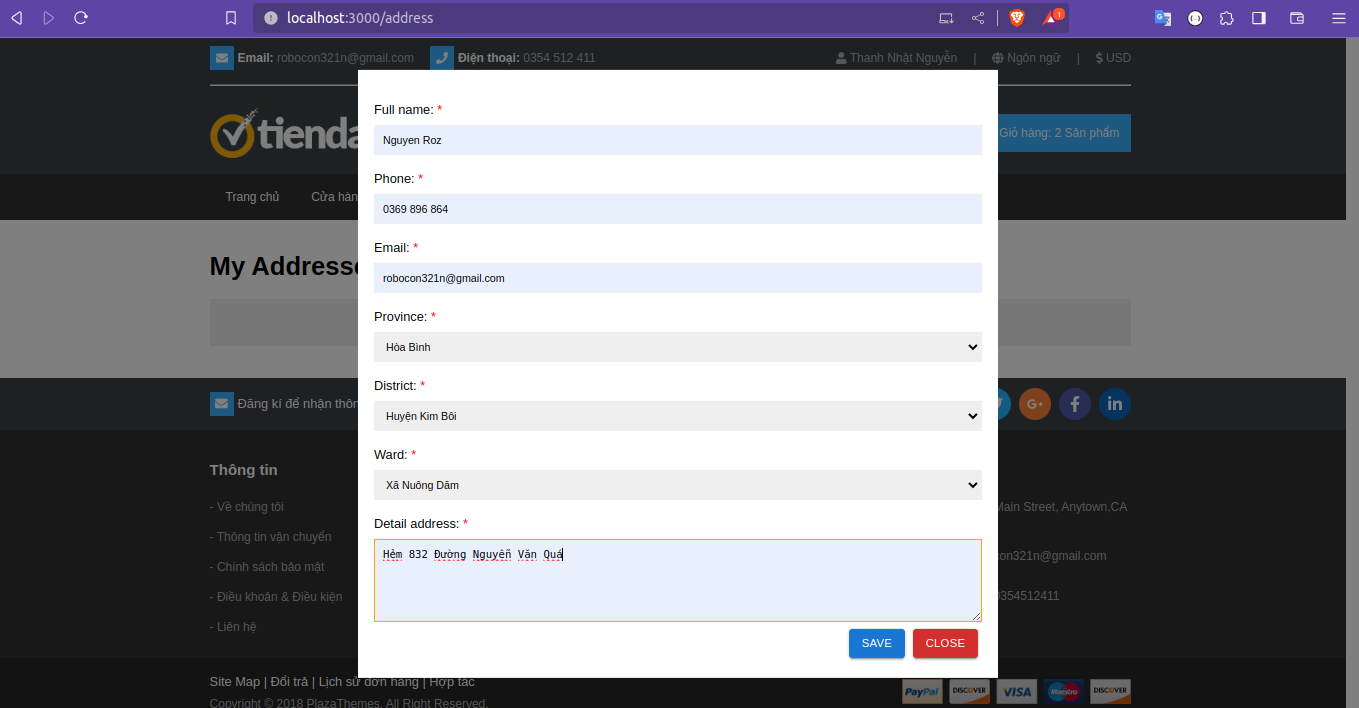 localhost:3000/address
1
Email: robocon321n@gmail.com
Điện thoại: 0354 512 411
Thanh Nhật Nguyễn | Ngôn ngữ | $ USD
tienda
Giỏ hàng: 2 Sản phẩm
Trang chủ
Cửa hàn
My Addresse
Full name: *
Nguyen Roz
Phone: *
0369 896 864
Email: *
robocon321n@gmail.com
Province: *
Hòa Bình
District: *
Huyện Kim Bôi
Ward: *
Xã Nuông Dăm
Detail address: *
Hẻm 832 Đường Nguyễn Văn Quá
SAVE
CLOSE
Đăng kí để nhận thôn
G+
Thông tin
- Về chúng tôi
- Thông tin vận chuyển
- Chính sách bảo mật
- Điều khoản & Điều kiện
- Liên hệ
Main Street, Anytown,CA
con321n@gmail.com
0354512411
Site Map | Đổi trả | Lịch sử đơn hàng | Hợp tác
Copyright © 2018 PlazaThemes. All Right Reserved.
PayPal
DISCOVER
VISA
Maestro
DISCOVER